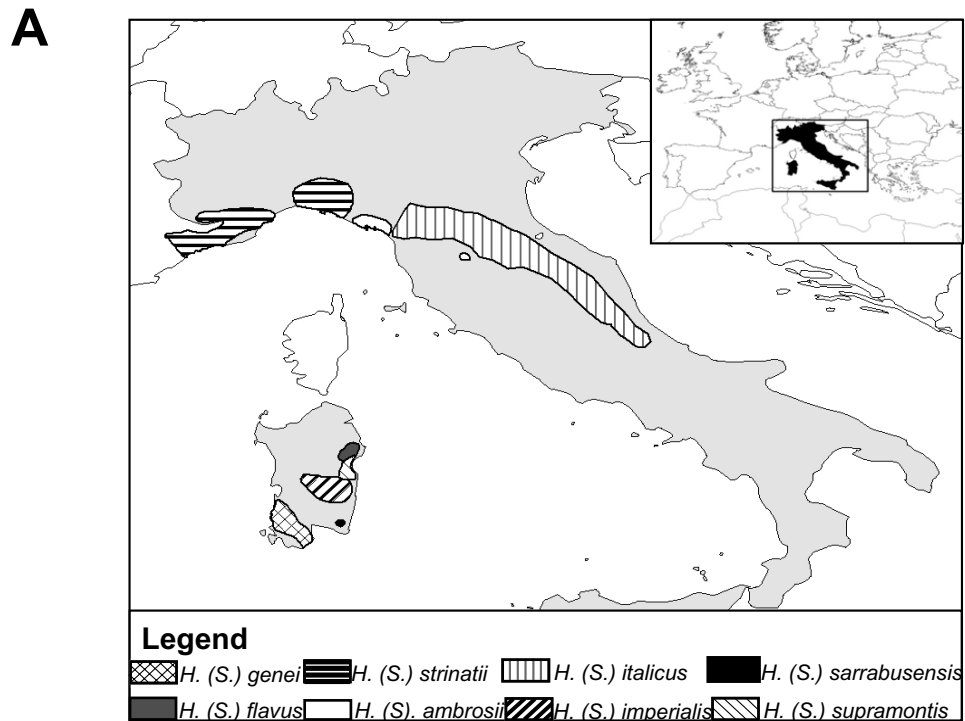 A
Legend
H. (S.) genei H. (S.) strinatii H. (S.) italicus H. (S.) sarrabusensis
H. (S.) flavus H. (S). ambrosii H. (S.) imperialis H. (S.) supramontis